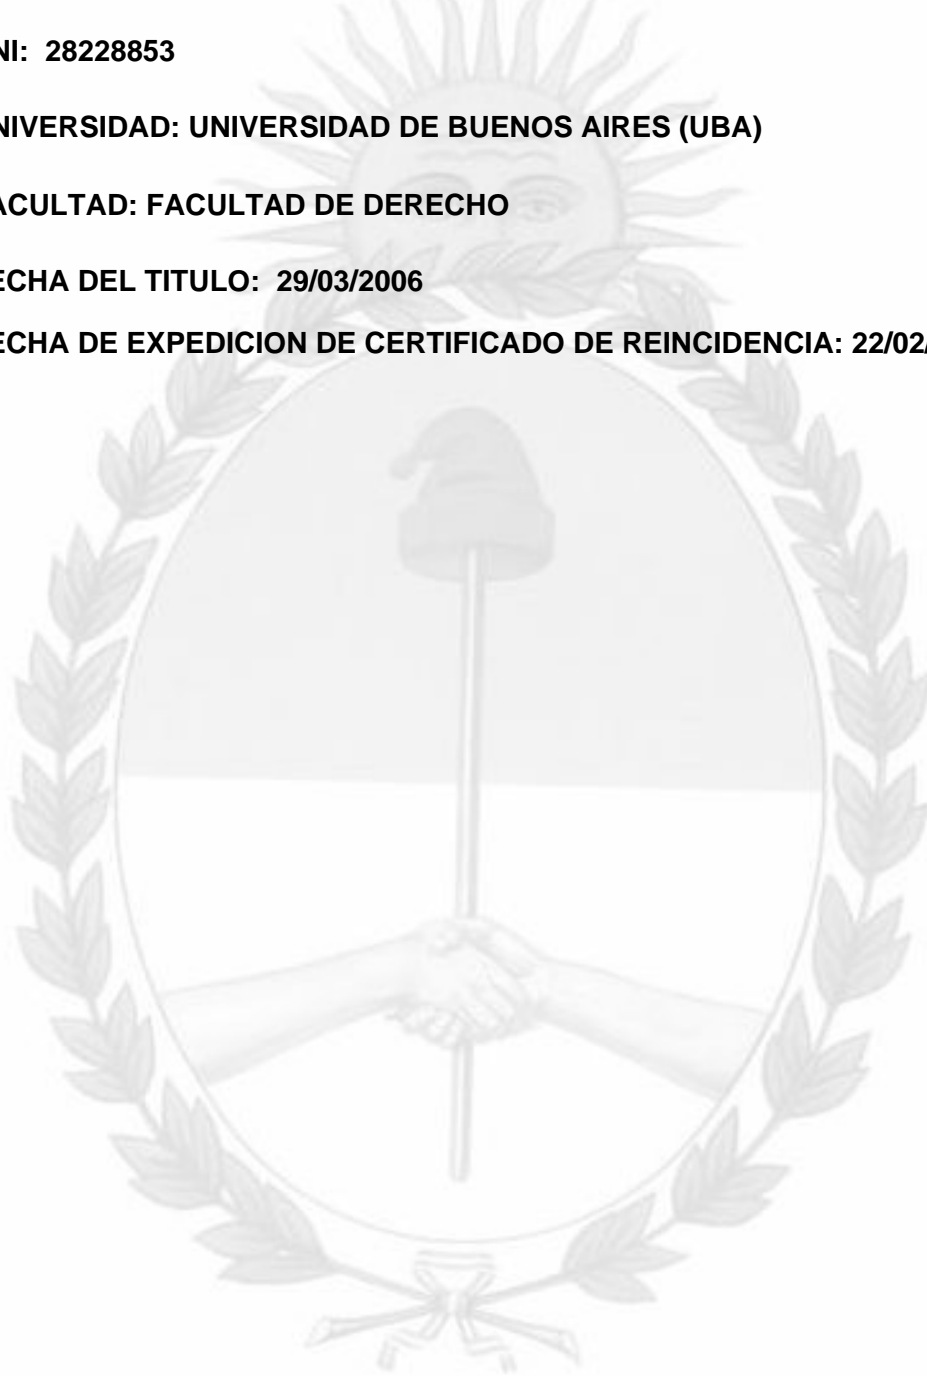 NI: 28228853
NIVERSIDAD: UNIVERSIDAD DE BUENOS AIRES (UBA)
ACULTAD: FACULTAD DE DERECHO
ECHA DEL TITULO: 29/03/2006
ECHA DE EXPEDICION DE CERTIFICADO DE REINCIDENCIA: 22/02/